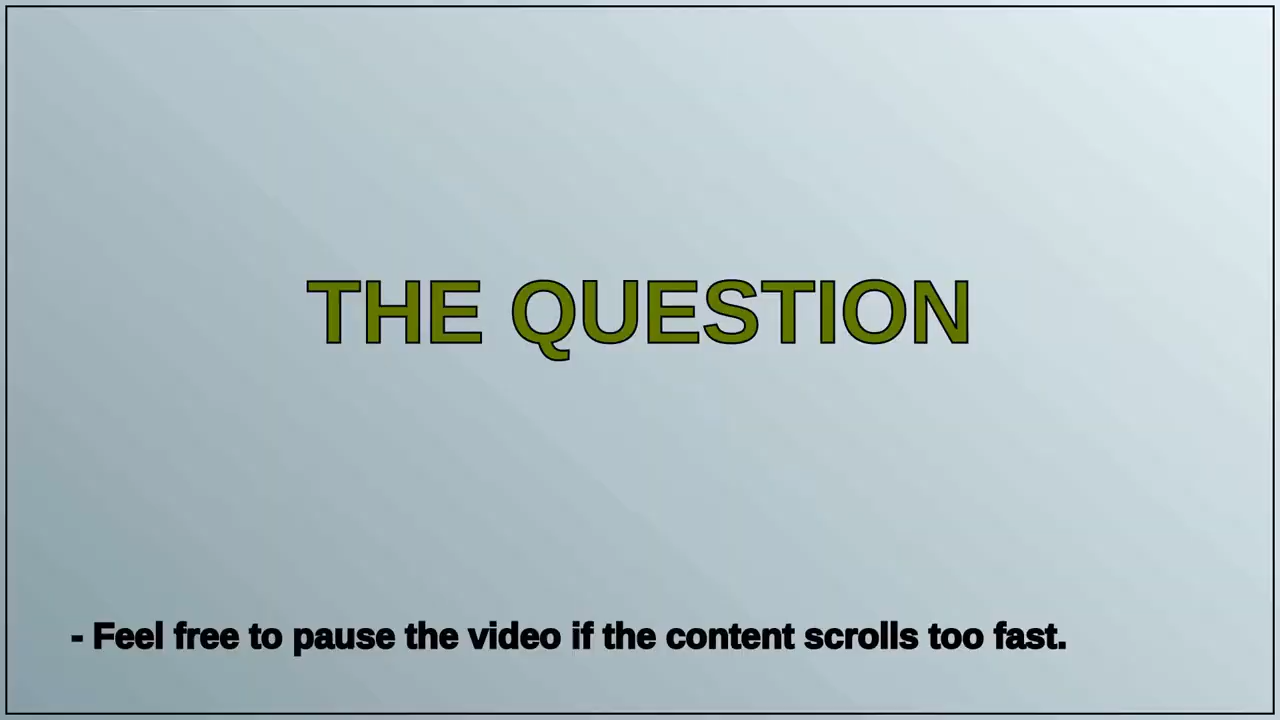 THE QUESTION
- Feel free to pause the video if the content scrolls too fast.